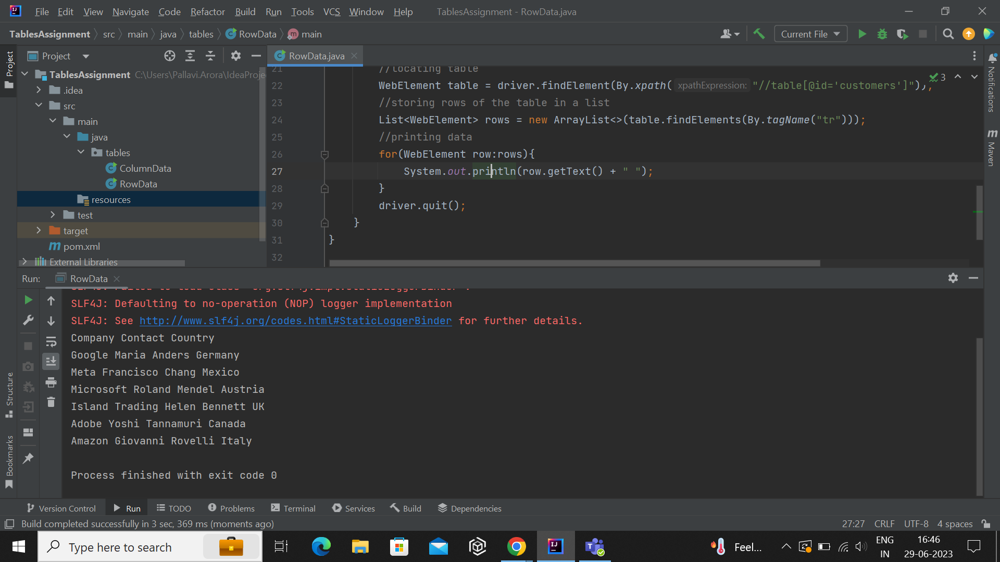 File Edit View Navigate Code Refactor Build Run Tools VCS Window Help TablesAssignment - RowData.java
TablesAssignment src main java tables RowData main Current File
Project
Project RowData.java
TablesAssignment C:\Users\Pallavi.Arora\IdeaProje
.idea
src
main
java
tables
ColumnData
RowData
resources
test
target
pom.xml
External Libraries
21 //locating table
22 WebElement table = driver.findElement(By.xpath( xpathExpression: "//table[@id='customers']"));
3
23 //storing rows of the table in a list
24 List<WebElement> rows = new ArrayList<>(table.findElements(By.tagName("tr")));
25 //printing data
26 for(WebElement row:rows){
27 System.out.println(row.getText() + " ");
28 }
29 driver.quit();
30 }
31 }
32
Notifications
Maven
Run: RowData
SLF4J: Failed to load class "org.slf4j.impl.StaticLoggerBinder".
SLF4J: Defaulting to no-operation (NOP) logger implementation
SLF4J: See http://www.slf4j.org/codes.html#StaticLoggerBinder for further details.
Company Contact Country
Google Maria Anders Germany
Meta Francisco Chang Mexico
Microsoft Roland Mendel Austria
Island Trading Helen Bennett UK
Adobe Yoshi Tannamuri Canada
Amazon Giovanni Rovelli Italy
Process finished with exit code 0
Structure
Bookmarks
Version Control Run TODO Problems Terminal Services Build Dependencies
Build completed successfully in 3 sec, 369 ms (moments ago) 27:27 CRLF UTF-8 4 spaces
Type here to search Feel... ENG 16:46
IN 29-06-2023